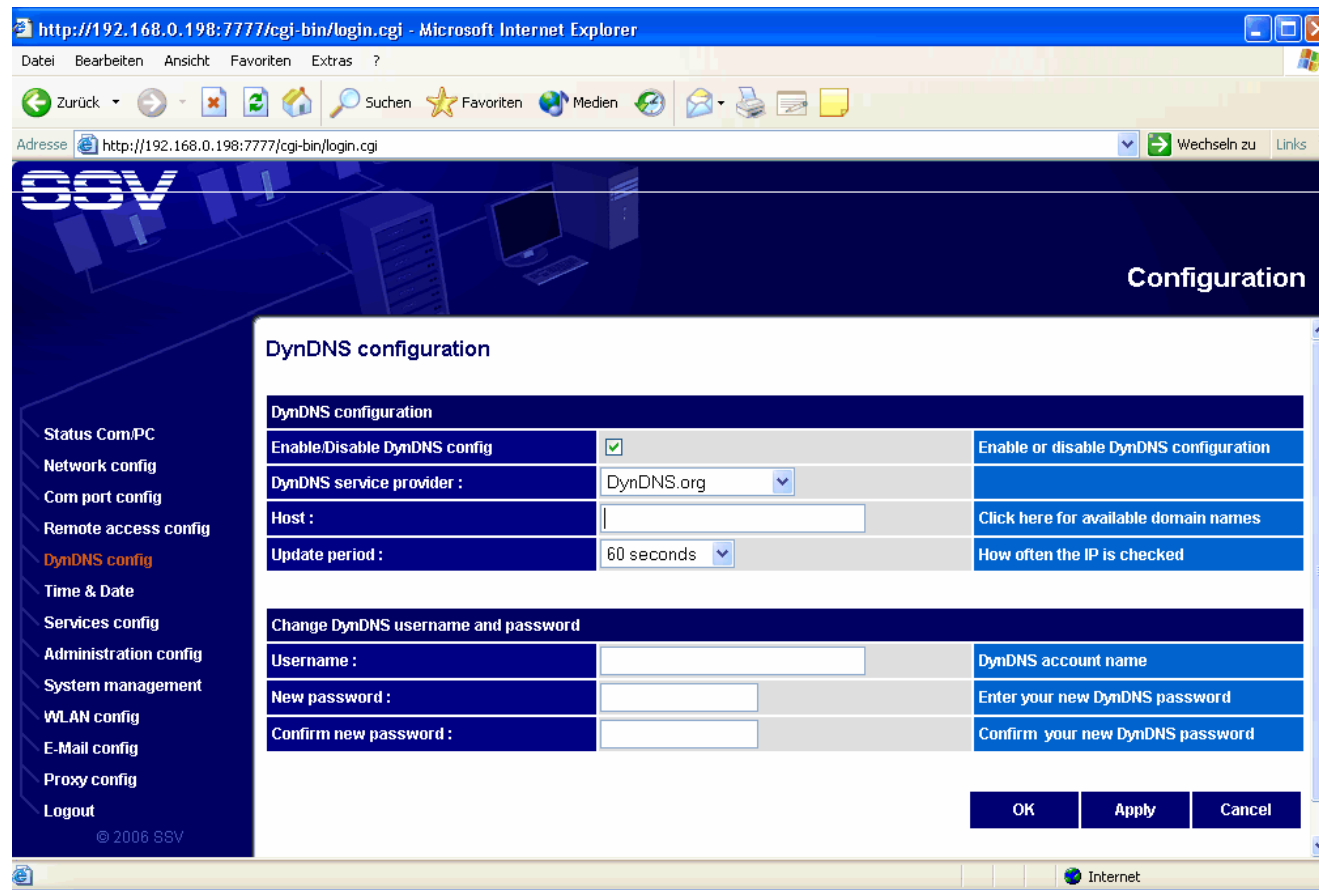 http://192.168.0.198:7777/cgi-bin/login.cgi - Microsoft Internet Explorer
Datei Bearbeiten Ansicht Favoriten Extras ?
Zurück Suchen Favoriten Medien
Adresse http://192.168.0.198:7777/cgi-bin/login.cgi Wechseln zu Links
SSV
Configuration
Status Com/PC
Network config
Com port config
Remote access config
DynDNS config
Time & Date
Services config
Administration config
System management
WLAN config
E-Mail config
Proxy config
Logout
© 2006 SSV
DynDNS configuration
DynDNS configuration
Enable/Disable DynDNS config Enable or disable DynDNS configuration
DynDNS service provider : DynDNS.org
Host : Click here for available domain names
Update period : 60 seconds How often the IP is checked
Change DynDNS username and password
Username : DynDNS account name
New password : Enter your new DynDNS password
Confirm new password : Confirm your new DynDNS password
OK Apply Cancel
Internet